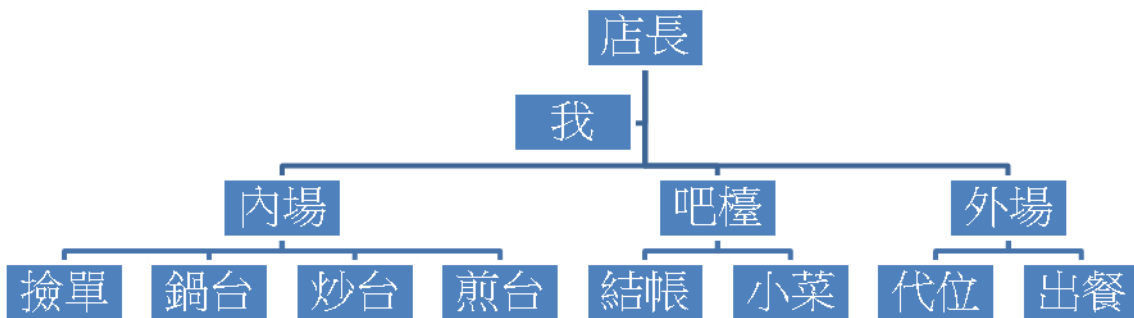 店長
我
內場
吧檯
外場
撿單
鍋台
炒台
煎台
結帳
小菜
代位
出餐